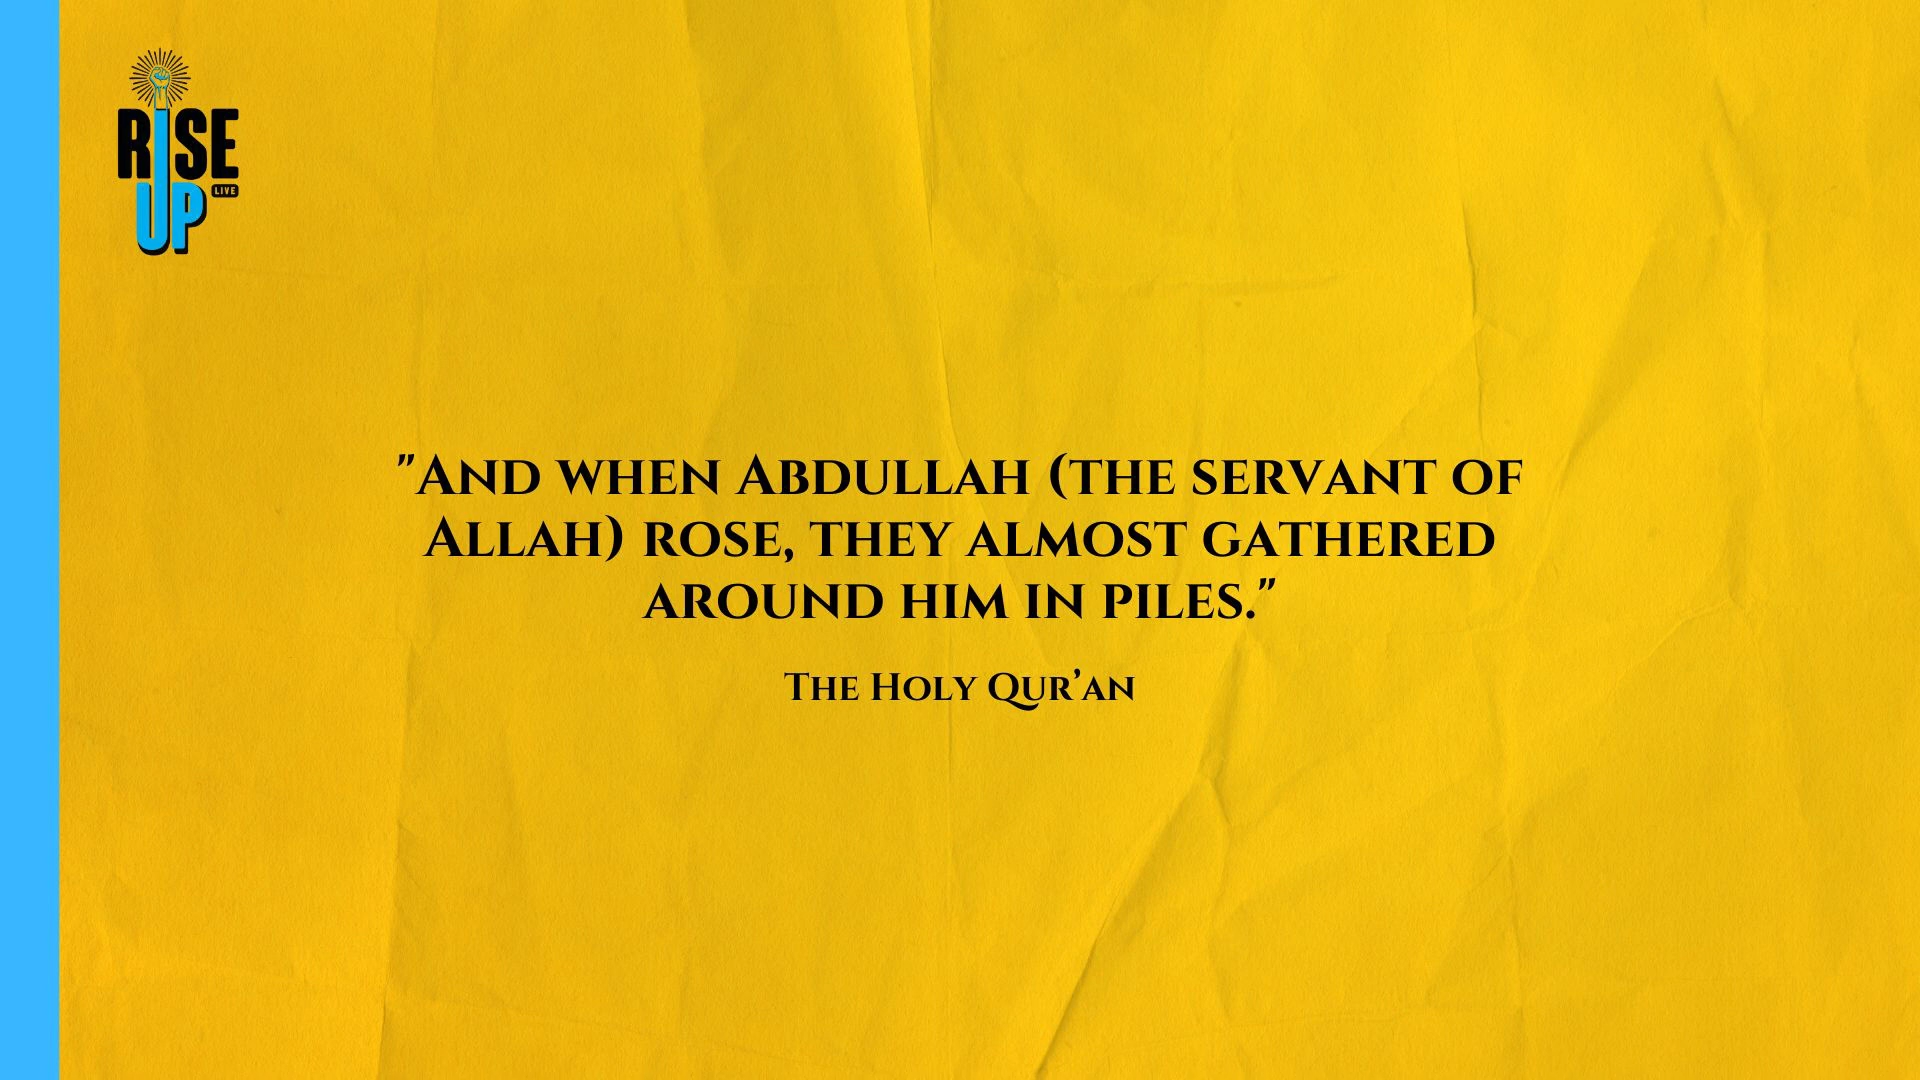 RISE
UP
LIVE
"And when Abdullah (the servant of
Allah) rose, they almost gathered
around him in piles."
The Holy Qur’an